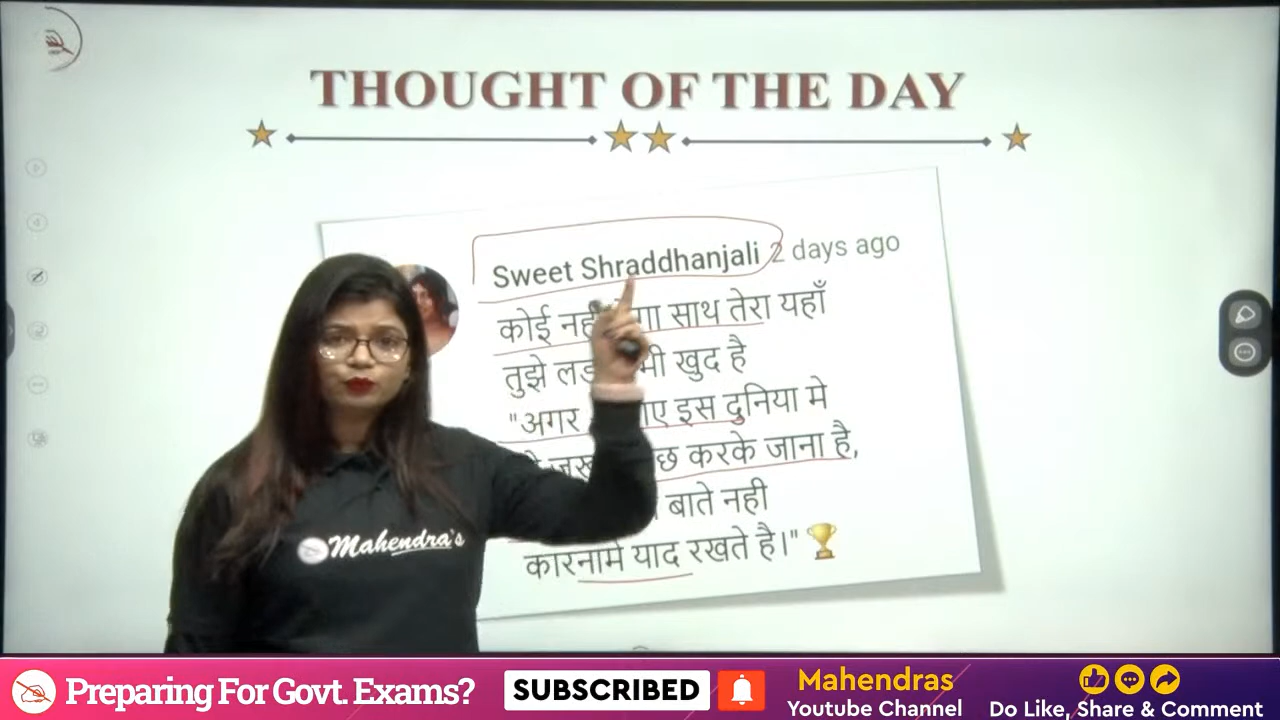 THOUGHT OF THE DAY
Sweet Shraddhanjali 2 days ago
कोई साथ तेरा यहाँ
तुझे खुद है
"अगर इस दुनिया मे
करके जाना है,
बाते नही
कारनामे याद रखते है।"
Mahendra's
Preparing For Govt. Exams?
SUBSCRIBED
Mahendras
Youtube Channel
Do Like, Share & Comment